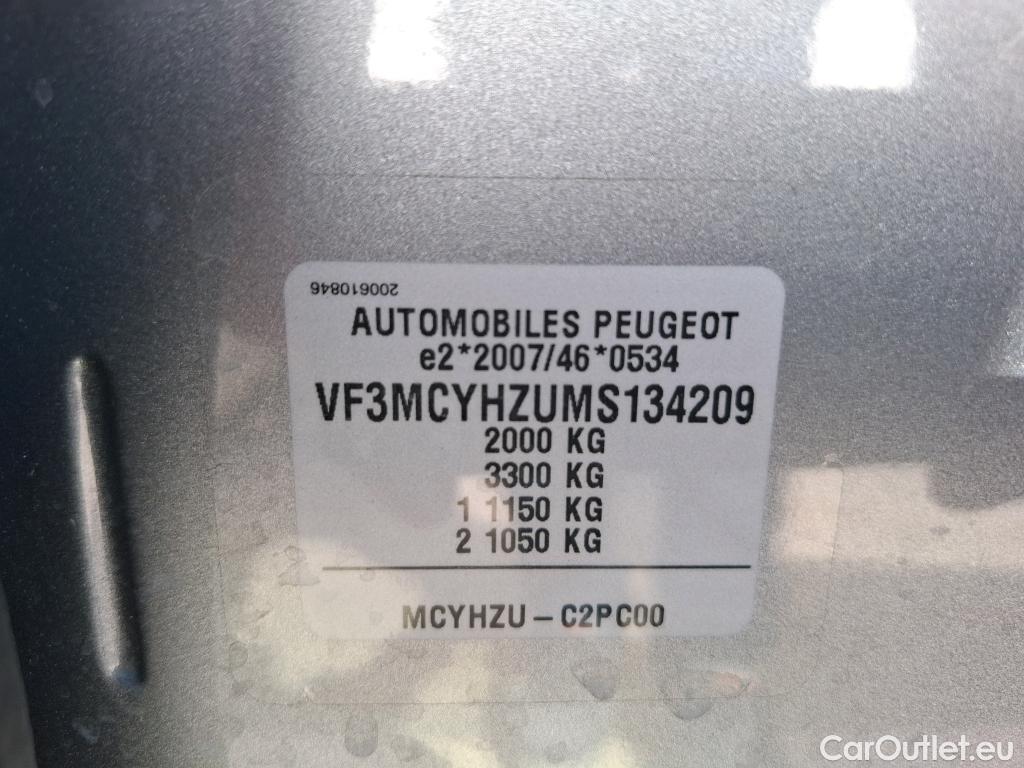 200610846
AUTOMOBILES PEUGEOT
e2*2007/46*0534
VF3MCYHZUMS134209
2000 KG
3300 KG
1 1150 KG
2 1050 KG
MCYHZU – C2PC00
CarOutlet.eu